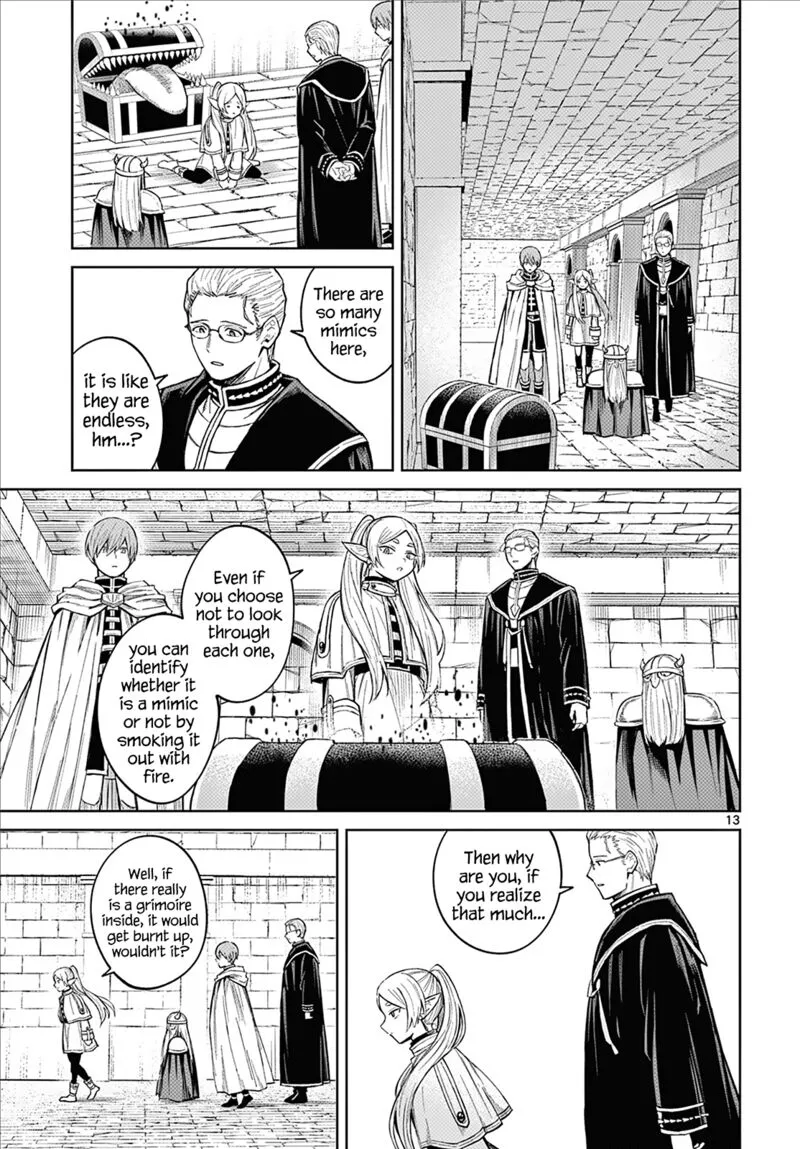 There are
so many
mimics
here,
it is like
they are
endless,
hm...?
Even if
you choose
not to look
through
each one,
you can
identify
whether it
is a mimic
or not by
smoking it
out with
fire.
13
Then why
are you, if
you realize
that much...
Well, if
there really
is a grimoire
inside, it would
get burnt up,
wouldn't it?